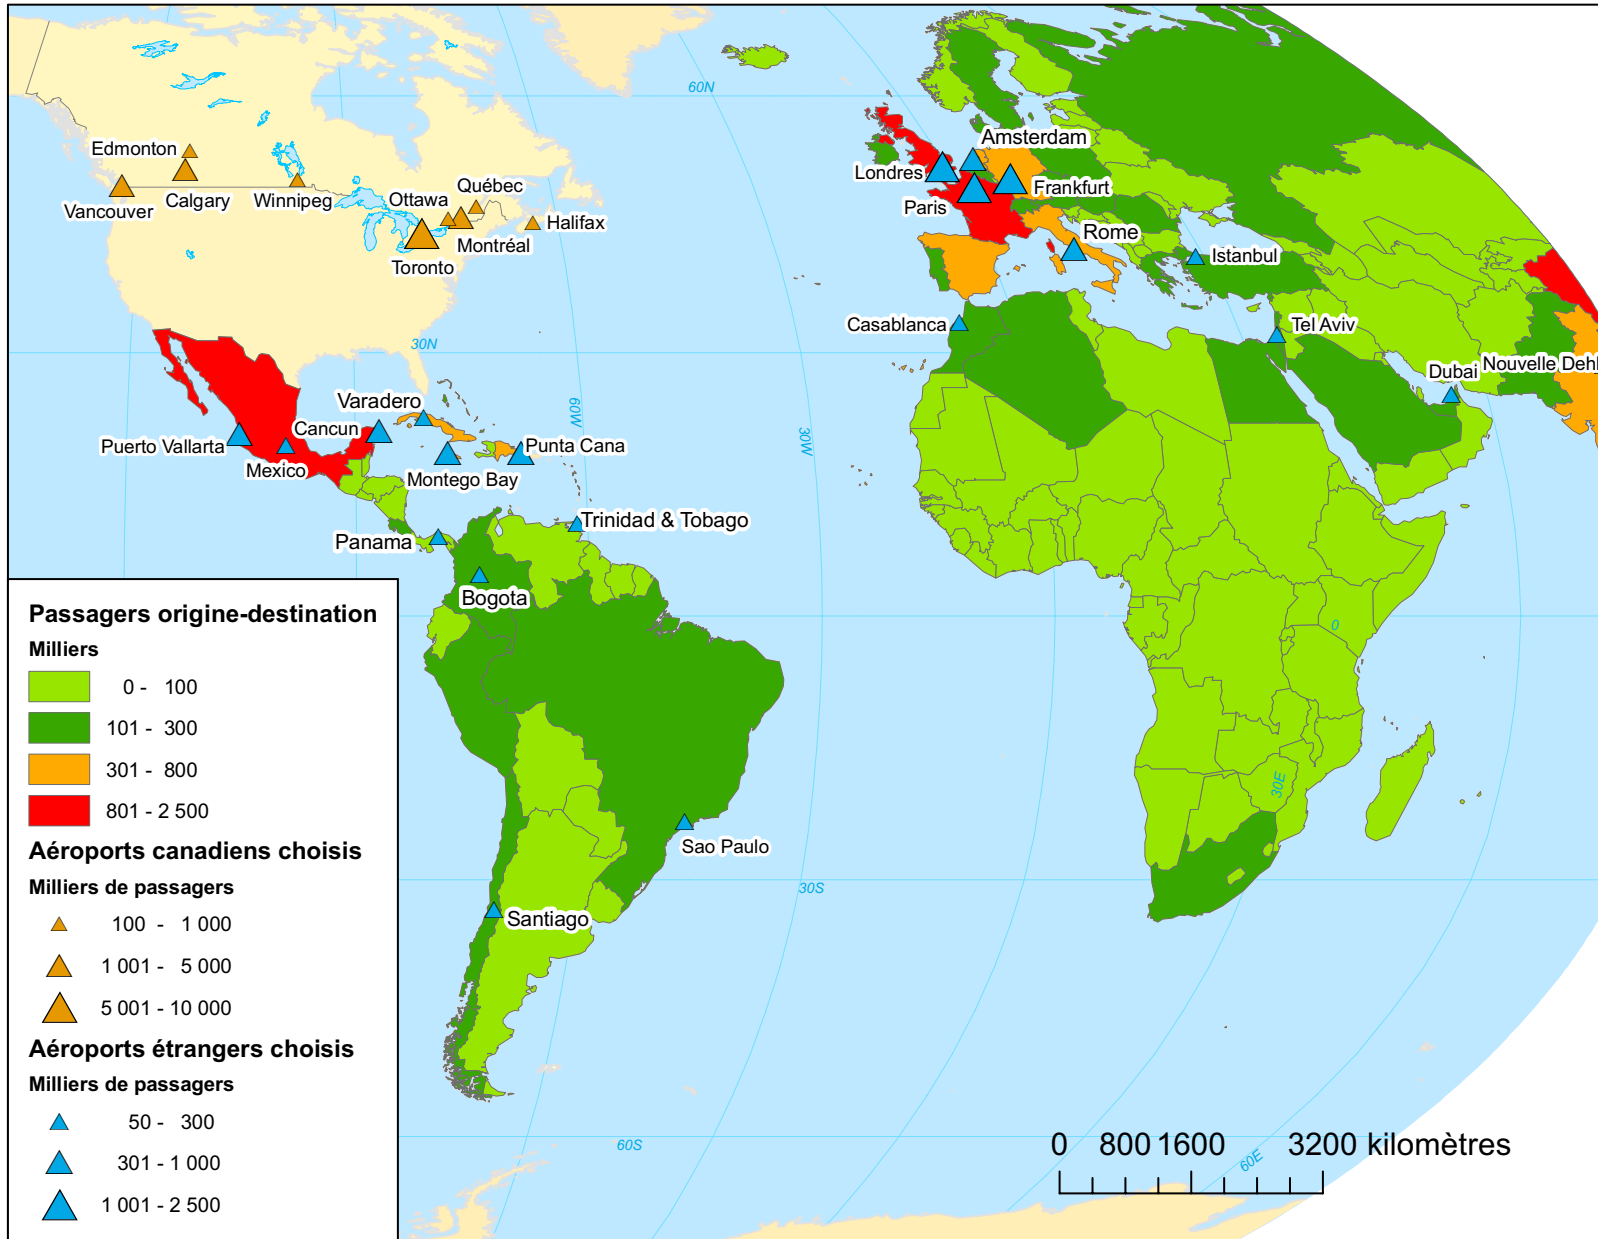 60N
Edmonton
Vancouver
Calgary
Winnipeg
Ottawa
Québec
Halifax
Montréal
Toronto
Amsterdam
Londres
Paris
Frankfurt
Rome
Istanbul
Casablanca
Tel Aviv
Dubai
Nouvelle Dehl
30N
60W
30W
Varadero
Cancun
Puerto Vallarta
Mexico
Punta Cana
Montego Bay
Trinidad & Tobago
Panama
Bogota
0
30E
Sao Paulo
30S
Santiago
60S
60E
0 800 1600 3200 kilomètres
Passagers origine-destination
Milliers
0 - 100
101 - 300
301 - 800
801 - 2 500
Aéroports canadiens choisis
Milliers de passagers
100 - 1 000
1 001 - 5 000
5 001 - 10 000
Aéroports étrangers choisis
Milliers de passagers
50 - 300
301 - 1 000
1 001 - 2 500